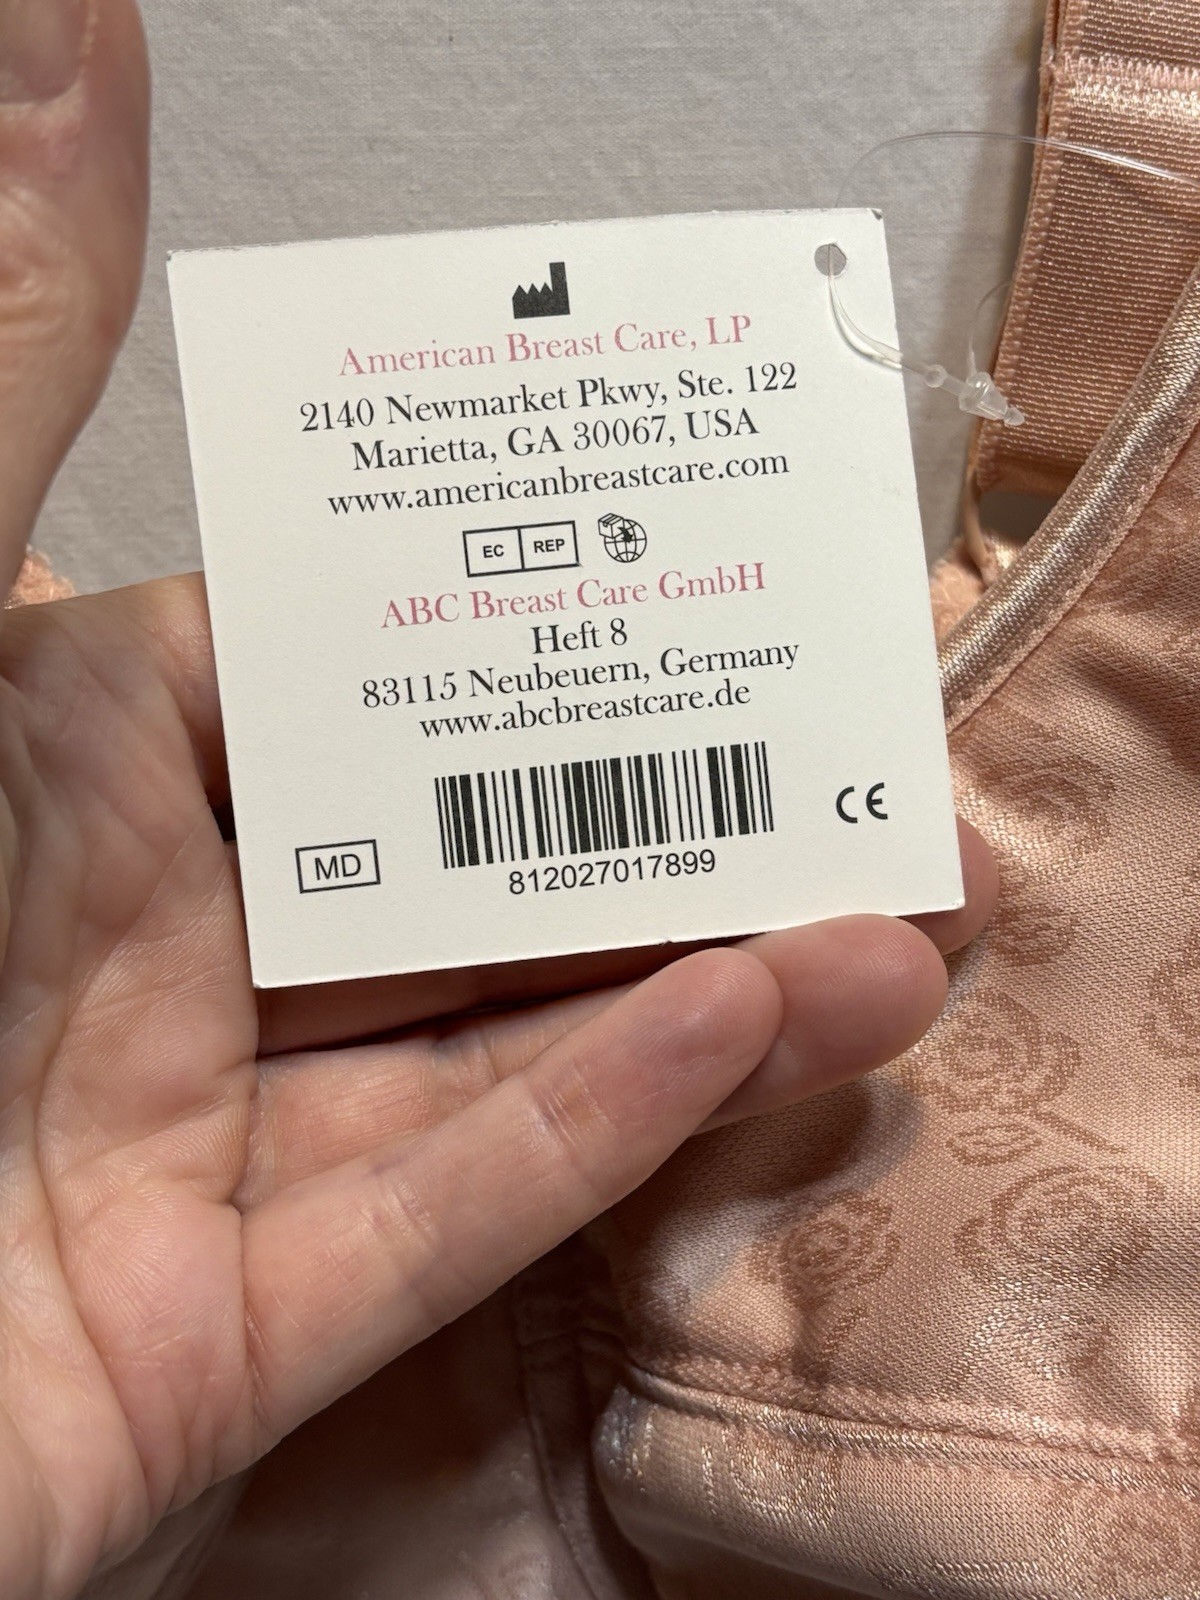 American Breast Care, LP
2140 Newmarket Pkwy, Ste. 122
Marietta, GA 30067, USA
www.americanbreastcare.com
EC REP
ABC Breast Care GmbH
Heft 8
83115 Neubeuern, Germany
www.abcbreastcare.de
MD
812027017899
CE